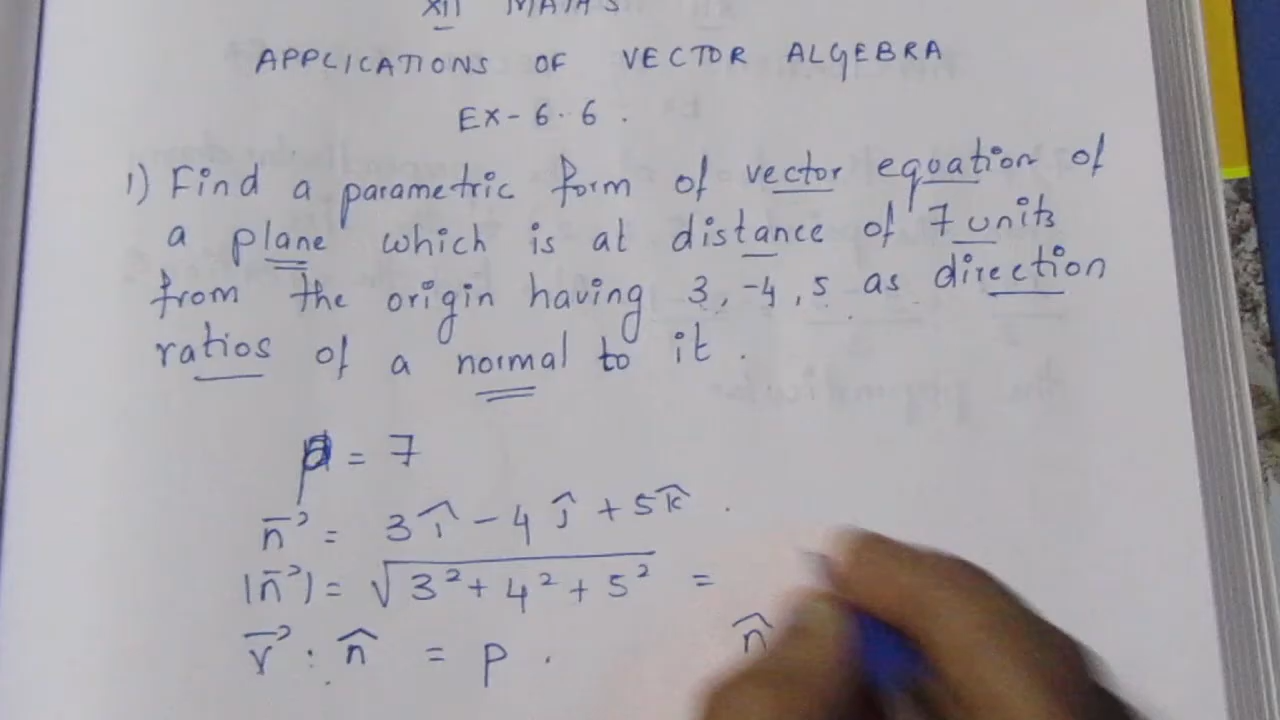 XII MATHS
APPLICATIONS OF VECTOR ALGEBRA
EX-6.6.
1) Find a parametric form of vector equation of
a plane which is at distance of 7 units
from the origin having 3, -4, 5 as direction
ratios of a normal to it.
p = 7
n⃗ = 3î - 4ĵ + 5k̂.
|n⃗| = √3² + 4² + 5² =
r⃗ . n̂ = p. n̂